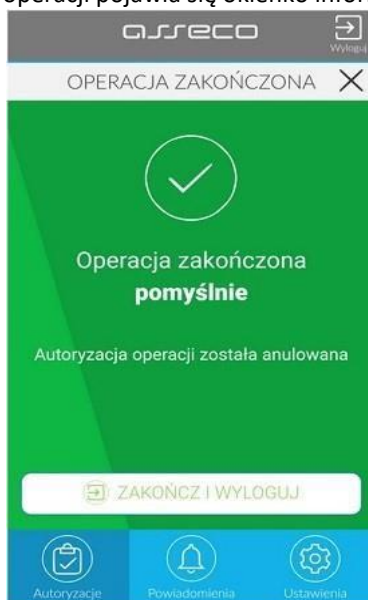 operacji pojawia się okienko
asseco
Wyloguj
OPERACJA ZAKOŃCZONA
Operacja zakończona
pomyślnie
Autoryzacja operacji została anulowana
ZAKOŃCZ I WYLOGUJ
Autoryzacje
Powiadomienia
Ustawienia